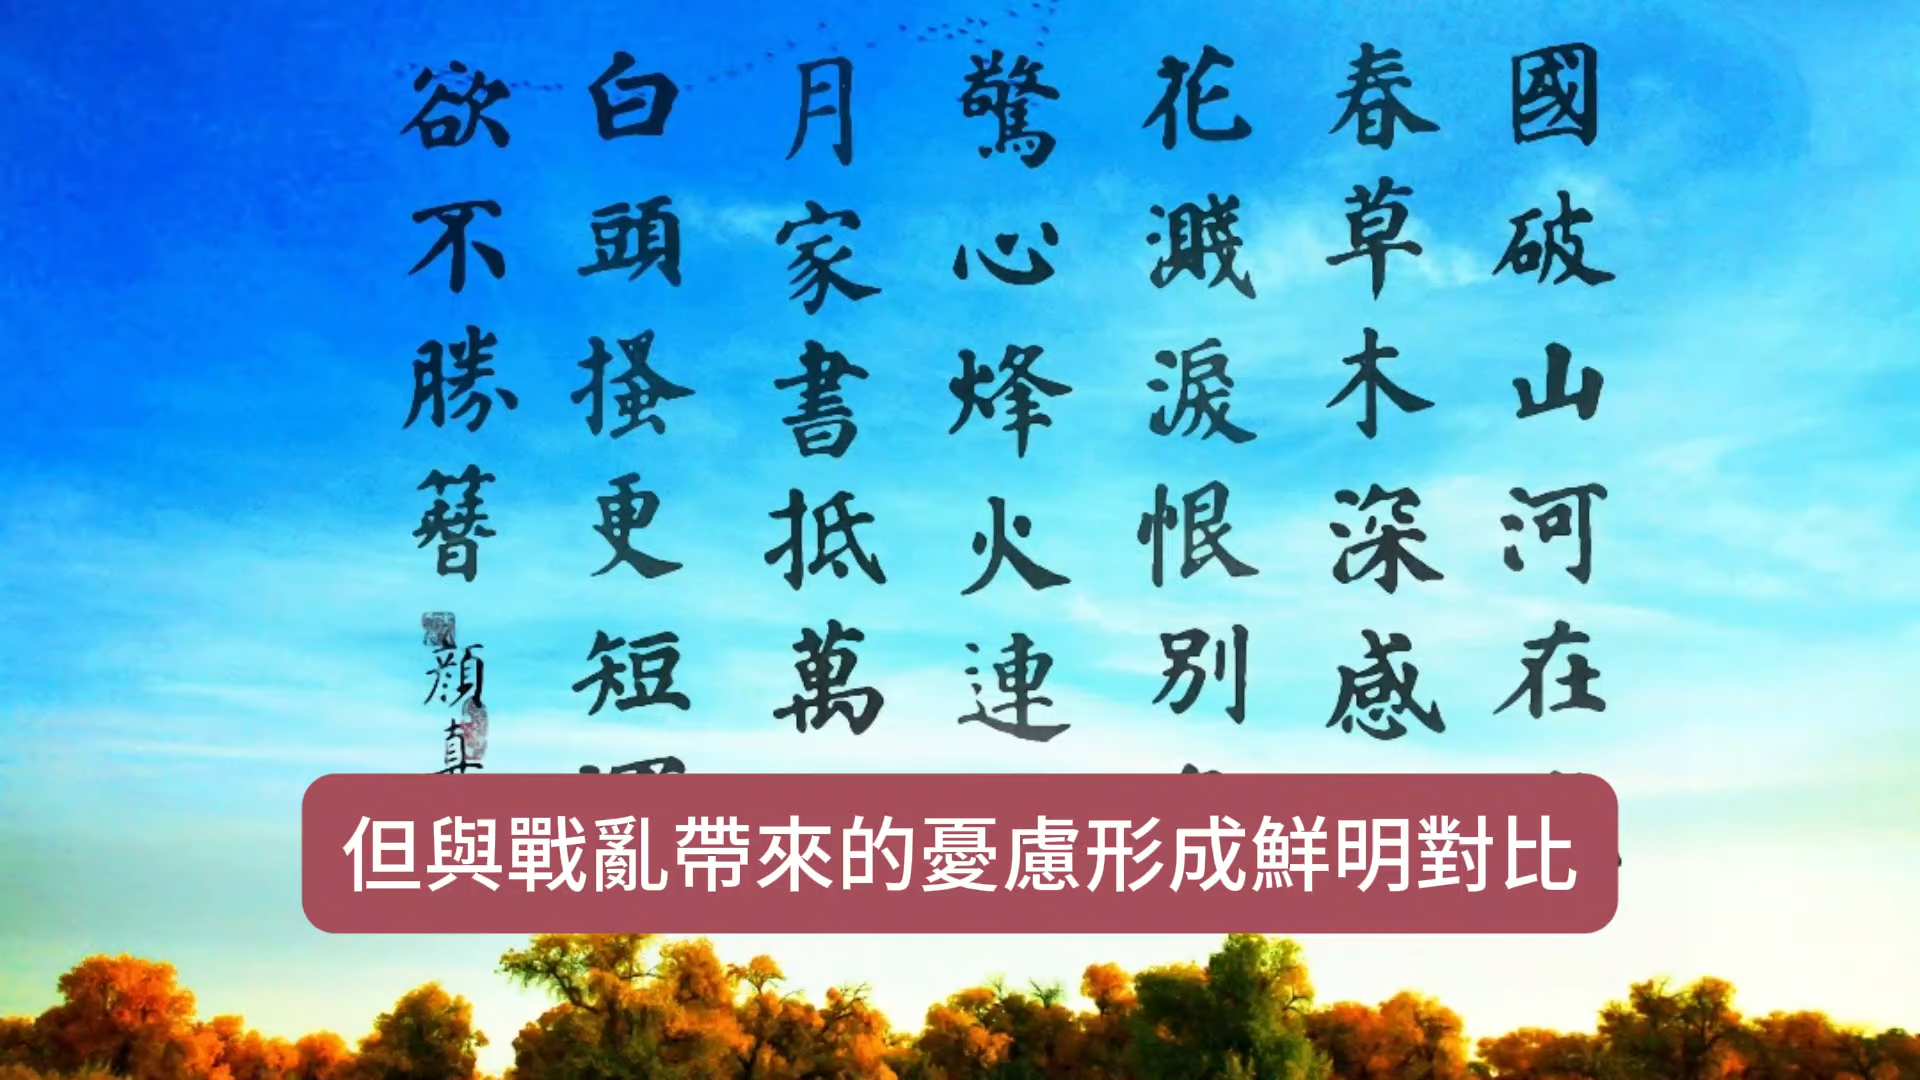 國破山河在
春草木深感
花濺淚恨别
驚心烽火連
月家書抵萬
白頭搔更短
欲不勝簪
顏真
但與戰亂帶來的憂慮形成鮮明對比